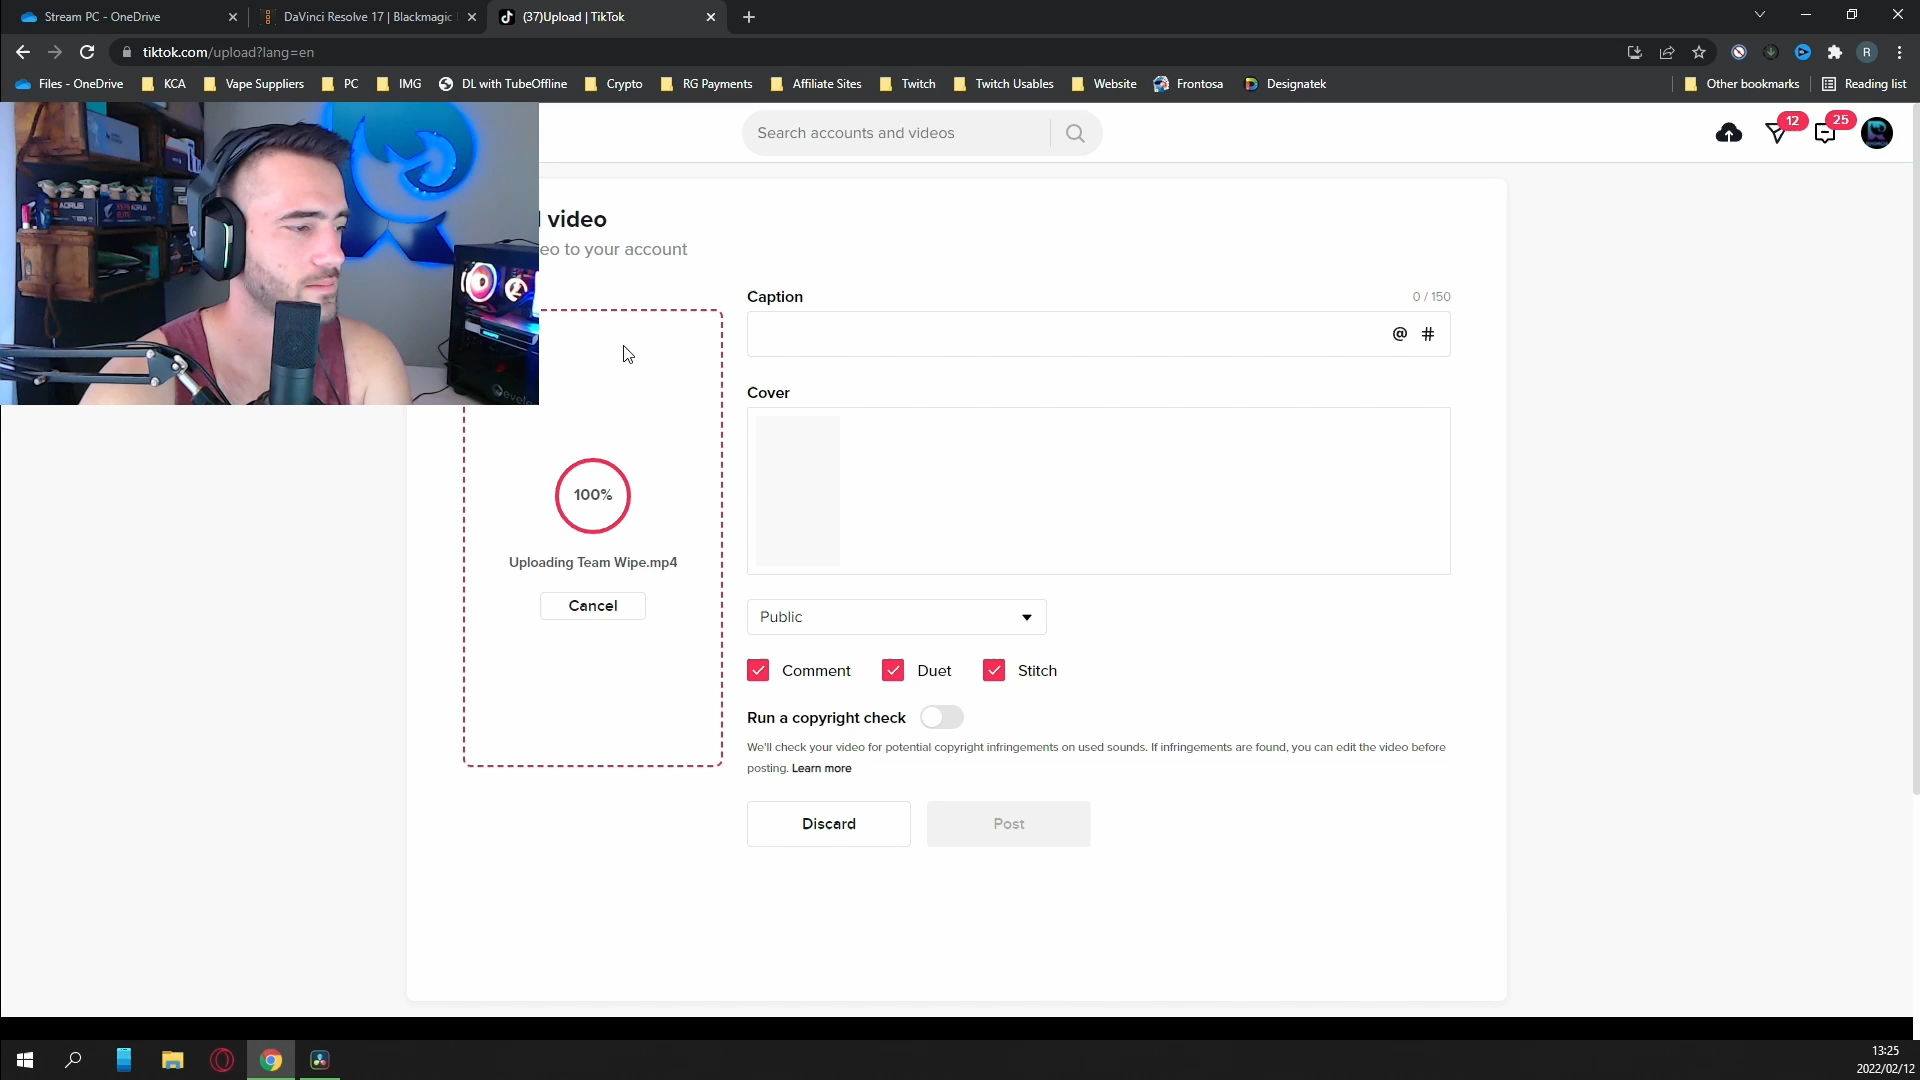 Stream PC - OneDrive
DaVinci Resolve 17 | Blackmagic
(37)Upload | TikTok
tiktok.com/upload?lang=en
R
Files - OneDrive
KCA
Vape Suppliers
PC
IMG
DL with TubeOffline
Crypto
RG Payments
Affiliate Sites
Twitch
Twitch Usables
Website
Frontosa
Designatek
Other bookmarks
Reading list
Search accounts and videos
12
25
video
eo to your account
AORUS
ELITE
Caption
0 / 150
@ #
Cover
100%
Uploading Team Wipe.mp4
Cancel
Public
Comment
Duet
Stitch
Run a copyright check
We'll check your video for potential copyright infringements on used sounds. If infringements are found, you can edit the video before
posting. Learn more
Discard
Post
13:25
2022/02/12